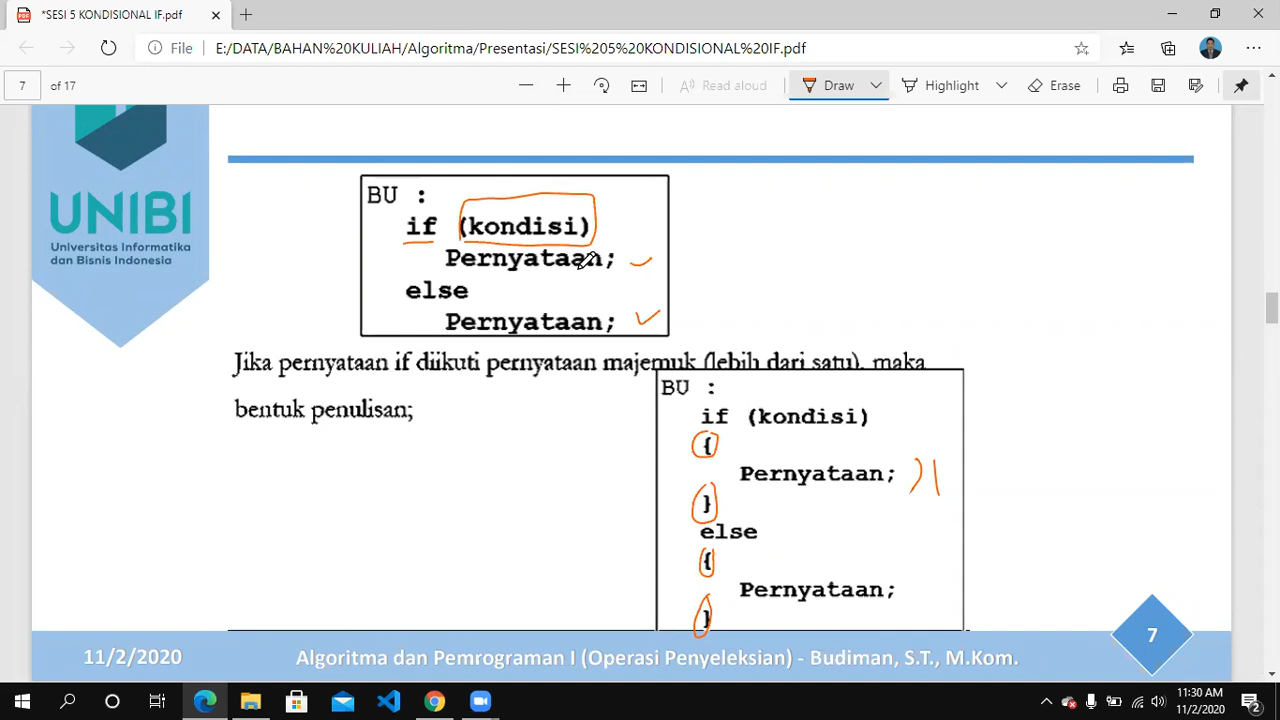 *SESI 5 KONDISIONAL IF.pdf
File E:/DATA/BAHAN%20KULIAH/Algoritma/Presentasi/SESI%205%20KONDISIONAL%20IF.pdf
7 of 17 Read aloud Draw Highlight Erase
UNIBI
Universitas Informatika
dan Bisnis Indonesia
BU :
if (kondisi)
Pernyataan;
else
Pernyataan;
Jika pernyataan if diikuti pernyataan majemuk (lebih dari satu), maka
bentuk penulisan;
BU :
if (kondisi)
{
Pernyataan;
}
else
{
Pernyataan;
}
11/2/2020 Algoritma dan Pemrograman I (Operasi Penyeleksian) - Budiman, S.T., M.Kom. 7
11:30 AM
11/2/2020
2